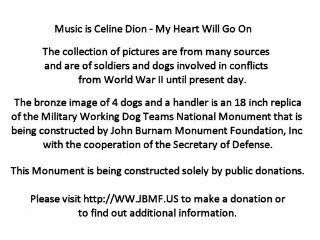 Music is Celine Dion - My Heart Will Go On
The collection of pictures are from many sources
and are of soldiers and dogs involved in conflicts
from World War II until present day.
The bronze image of 4 dogs and a handler is an 18 inch replica
of the Military Working Dog Teams National Monument that is
being constructed by John Burnam Monument Foundation, Inc
with the cooperation of the Secretary of Defense.
This Monument is being constructed solely by public donations.
Please visit http://WW.JBMF.US to make a donation or
to find out additional information.